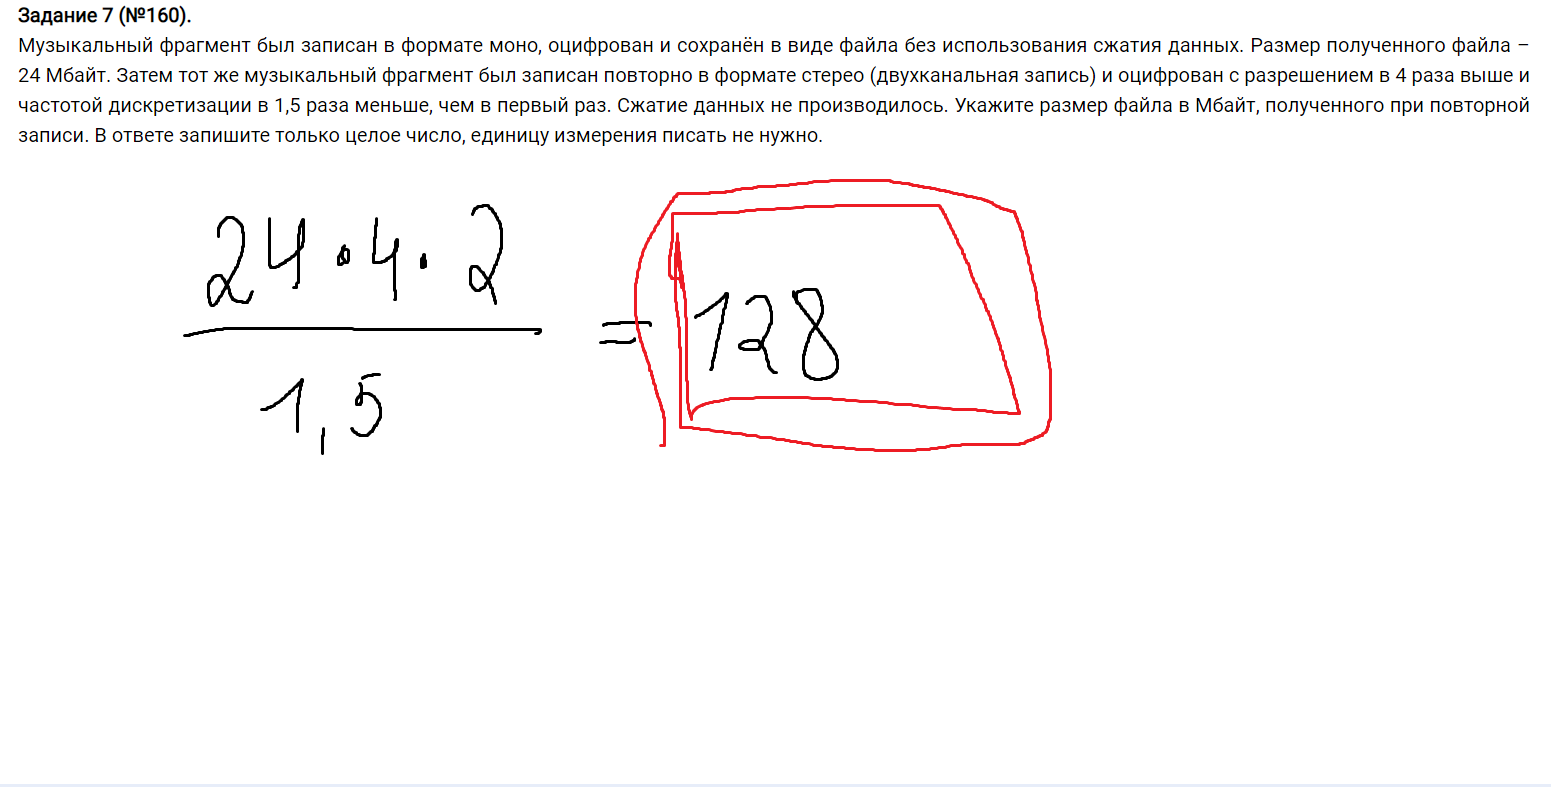 Задание 7 (№160).
Музыкальный фрагмент был записан в формате моно, оцифрован и сохранён в виде файла без использования сжатия данных. Размер полученного файла –
24 Мбайт. Затем тот же музыкальный фрагмент был записан повторно в формате стерео (двухканальная запись) и оцифрован с разрешением в 4 раза выше и
частотой дискретизации в 1,5 раза меньше, чем в первый раз. Сжатие данных не производилось. Укажите размер файла в Мбайт, полученного при повторной
записи. В ответе запишите только целое число, единицу измерения писать не нужно.
24·4·2
= 128
1,5